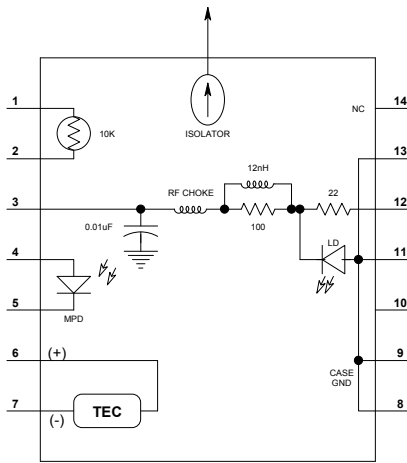 1
14
NC
10K
ISOLATOR
2
13
12nH
RF CHOKE
22
3
12
0.01uF
100
LD
4
11
5
10
MPD
6
(+)
9
CASE
GND
7
(-)
TEC
8